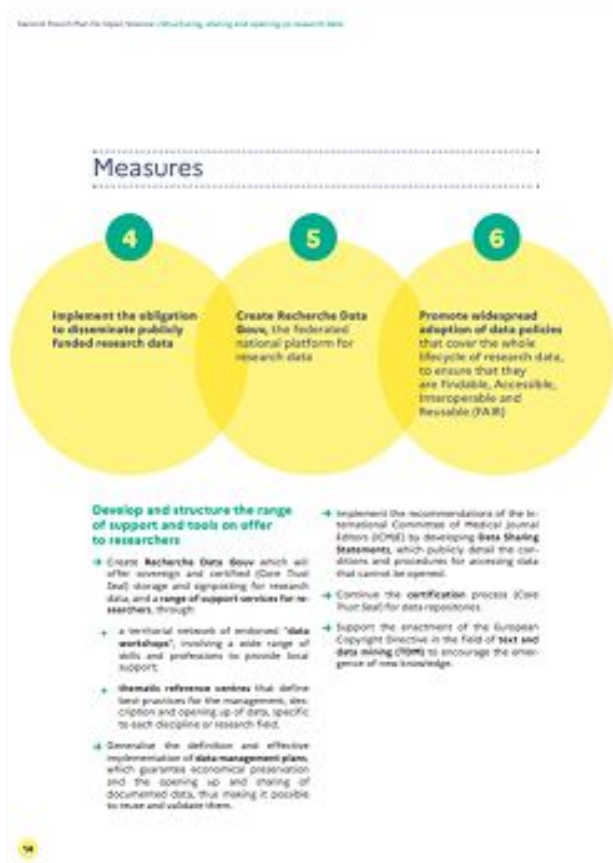 Second French Plan for Open Science : Structuring, sharing and opening up research data
Measures
4
5
6
Implement the obligation
to disseminate publicly
funded research data
Create Recherche Data
Gouv, the federated
national platform for
research data
Promote widespread
adoption of data policies
that cover the whole
lifecycle of research data,
to ensure that they
are Findable, Accessible,
Interoperable and
Reusable (FAIR)
Develop and structure the range
of support and tools on offer
to researchers
→ Create Recherche Data Gouv which will
offer sovereign and certified (Core Trust
Seal) storage and signposting for research
data, and a range of support services for re-
searchers, through:
+ a territorial network of endorsed "data
workshops", involving a wide range of
skills and professions to provide local
support;
+ thematic reference centres that define
best practices for the management, des-
cription and opening up of data, specific
to each discipline or research field.
→ Generalise the definition and effective
implementation of data management plans,
which guarantee economical preservation
and the opening up and sharing of
documented data, thus making it possible
to reuse and validate them.
→ Implement the recommendations of the In-
ternational Committee of Medical Journal
Editors (ICMJE) by developing Data Sharing
Statements, which publicly detail the con-
ditions and procedures for accessing data
that cannot be opened.
→ Continue the certification process (Core
Trust Seal) for data repositories.
→ Support the enactment of the European
Copyright Directive in the field of text and
data mining (TDM) to encourage the emer-
gence of new knowledge.